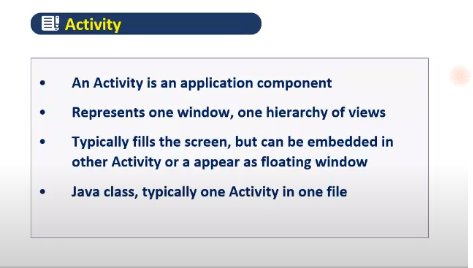 Activity
• An Activity is an application component
• Represents one window, one hierarchy of views
• Typically fills the screen, but can be embedded in
other Activity or a appear as floating window
• Java class, typically one Activity in one file